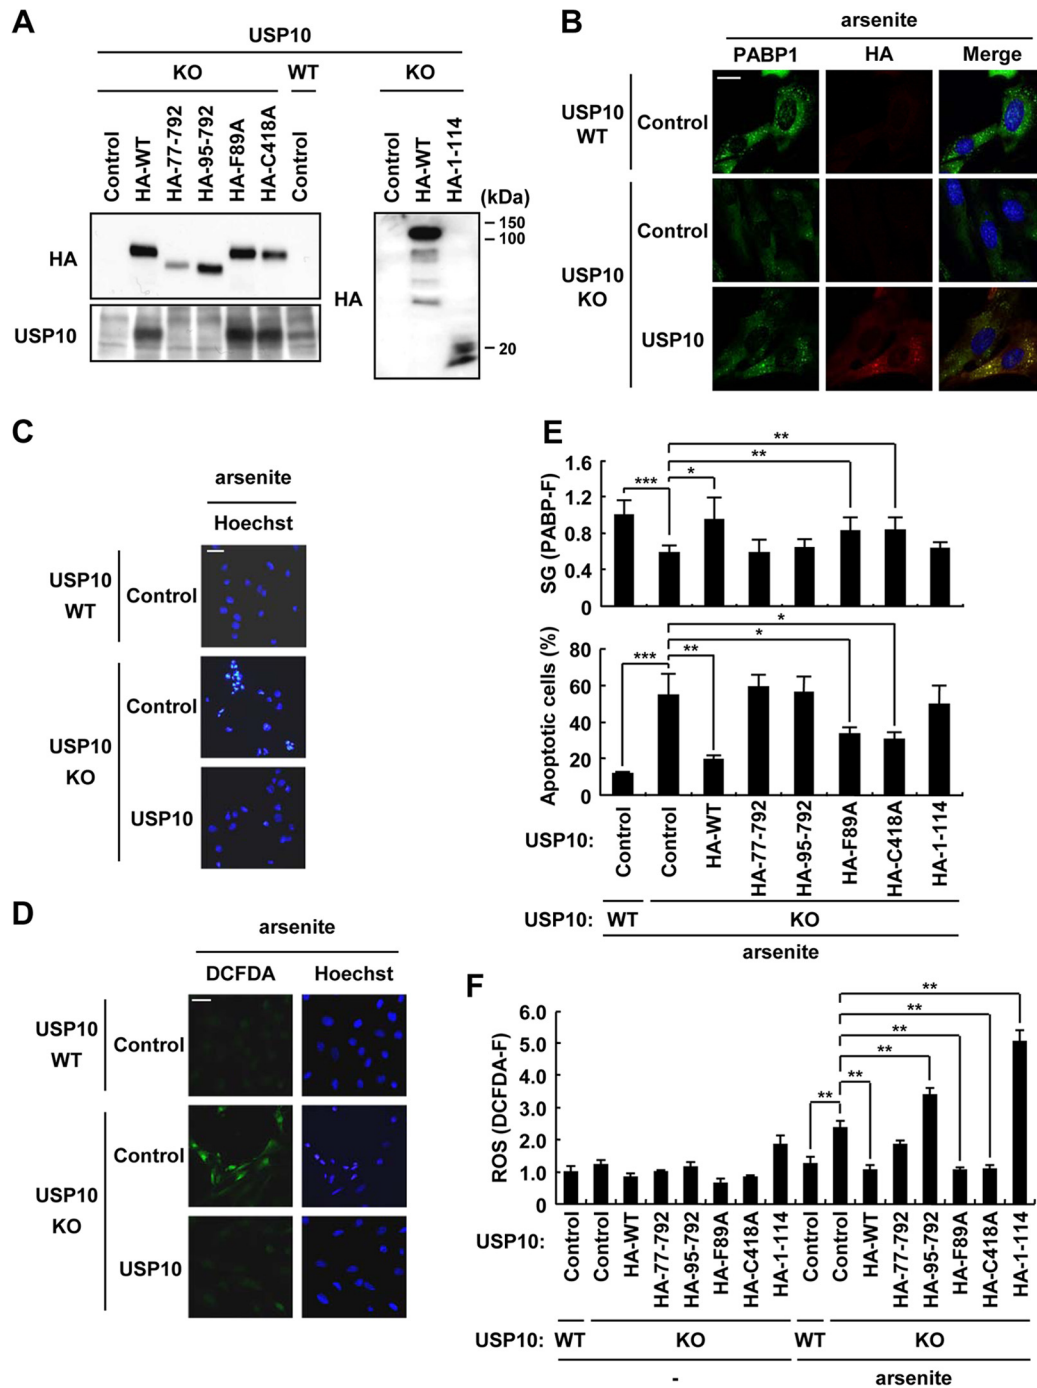 A
USP10
KO WT KO
Control HA-WT HA-77-792 HA-95-792 HA-F89A HA-C418A Control Control HA-WT HA-1-114
(kDa)
HA
USP10
HA
150
100
20
B
arsenite
PABP1 HA Merge
USP10 WT
Control
USP10 KO
Control
USP10
C
arsenite
Hoechst
USP10 WT
Control
USP10 KO
Control
USP10
D
arsenite
DCFDA Hoechst
USP10 WT
Control
USP10 KO
Control
USP10
E
SG (PABP-F)
1.6
1.2
0.8
0.4
0
*** * ** **
Apoptotic cells (%)
80
60
40
20
0
*** ** * *
USP10: Control Control HA-WT HA-77-792 HA-95-792 HA-F89A HA-C418A HA-1-114
USP10: WT KO
arsenite
F
ROS (DCFDA-F)
6.0
5.0
4.0
3.0
2.0
1.0
0
** ** ** ** ** **
USP10: Control Control HA-WT HA-77-792 HA-95-792 HA-F89A HA-C418A HA-1-114 Control Control HA-WT HA-77-792 HA-95-792 HA-F89A HA-C418A HA-1-114
USP10: WT KO WT KO
- arsenite